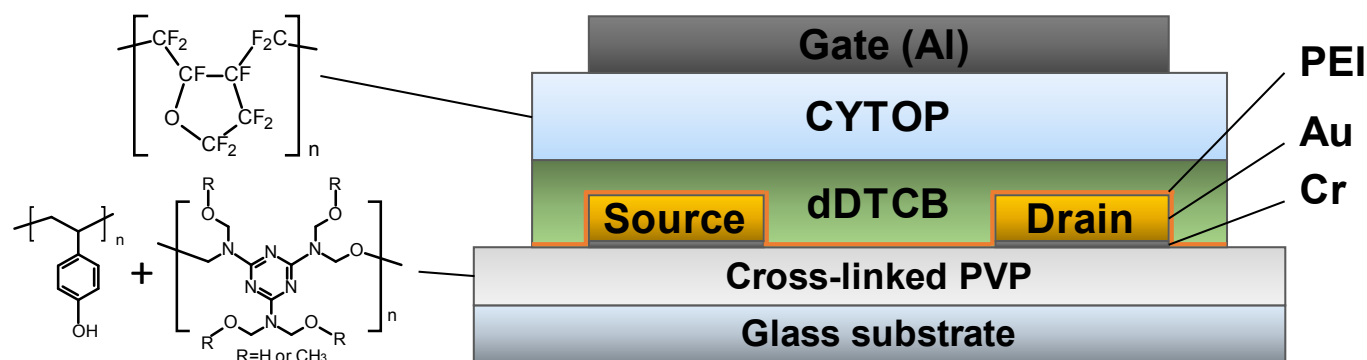 CF₂
F₂C
CF
CF
O
CF₂
CF₂
n
Gate (Al)
CYTOP
dDTCB
Source
Drain
PEI
Au
Cr
n
OH
+
R
R
O
O
N
N
O
N
N
N
N
R
O
O
R
n
R=H or CH₃
Cross-linked PVP
Glass substrate